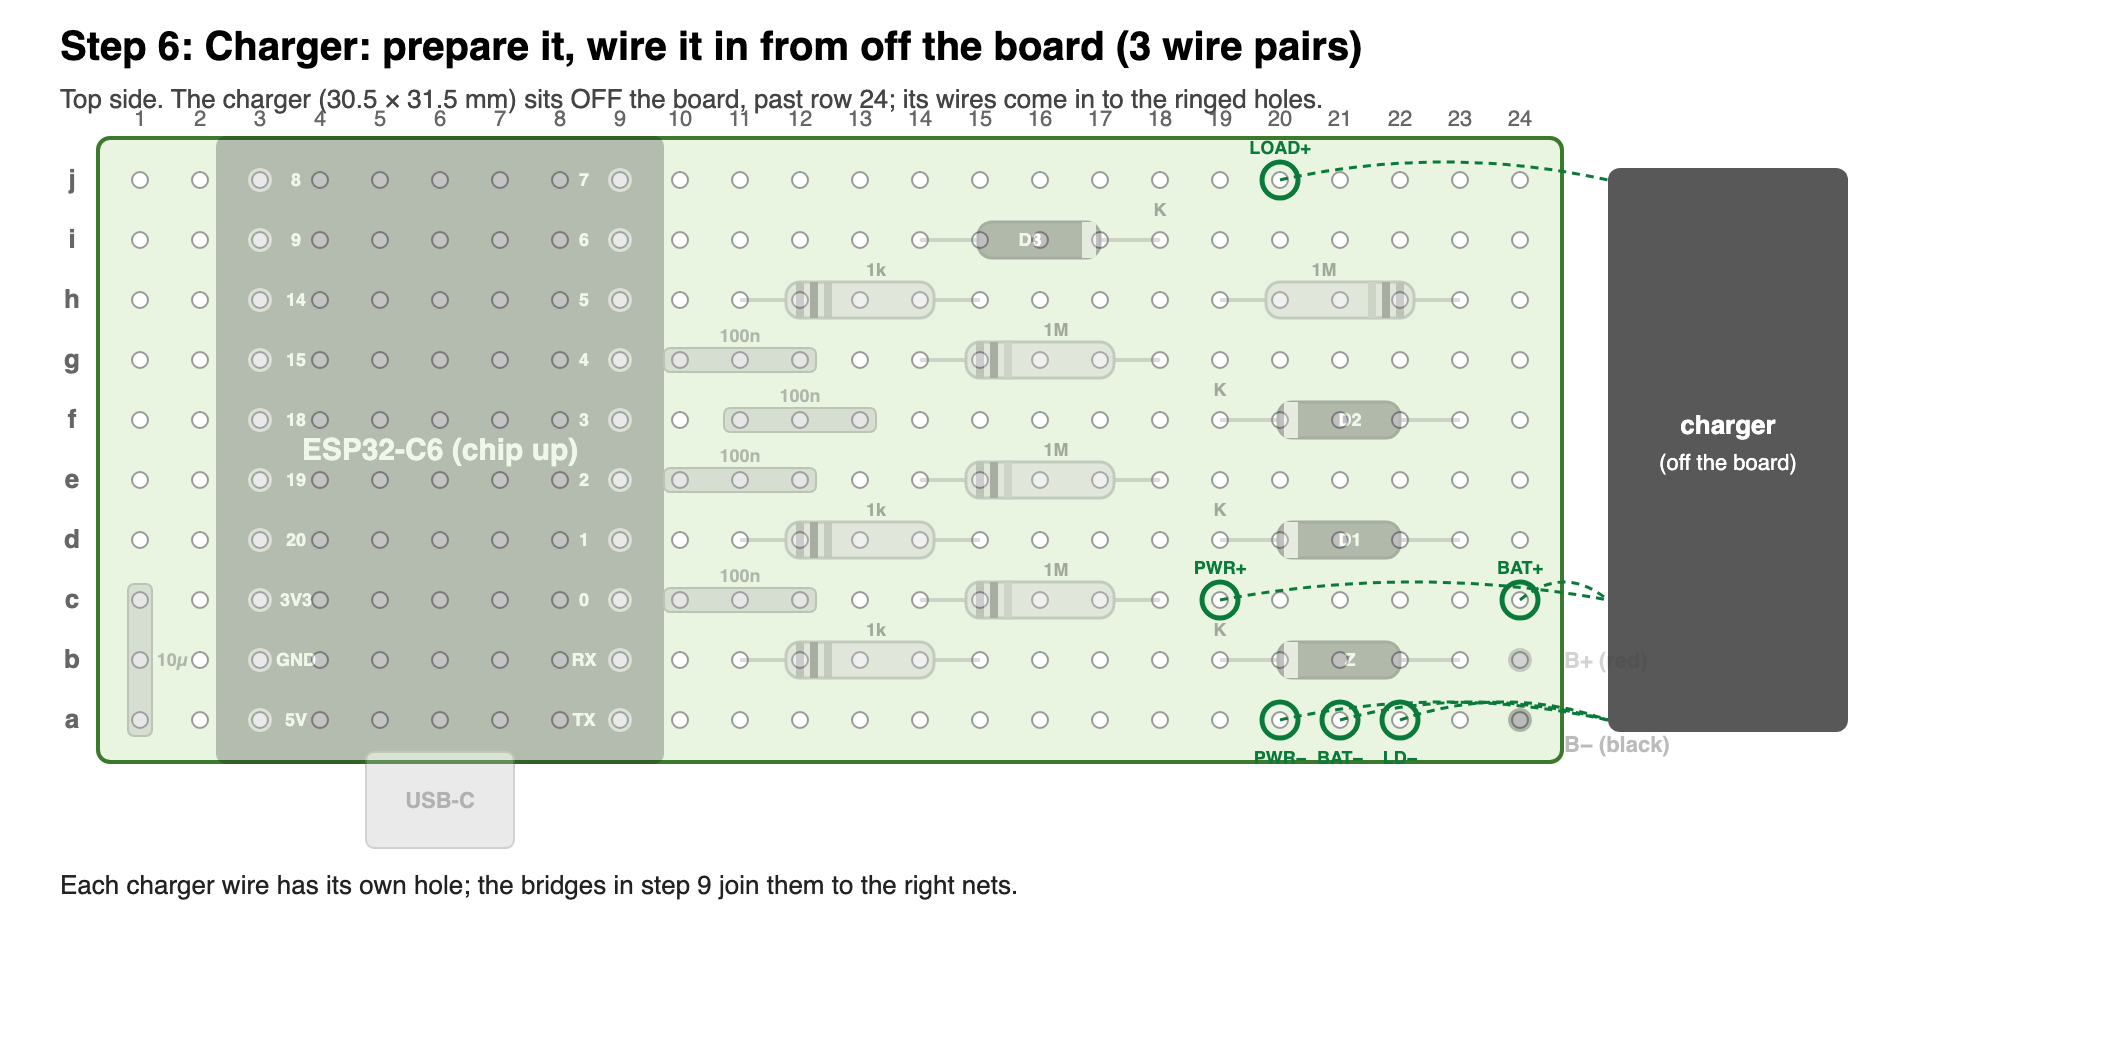 Step 6: Charger: prepare it, wire it in from off the board (3 wire pairs)
Top side. The charger (30.5 × 31.5 mm) sits OFF the board, past row 24; its wires come in to the ringed holes.
1 2 3 4 5 6 7 8 9 10 11 12 13 14 15 16 17 18 19 20 21 22 23 24
LOAD+
j 8 7
K
i 9 6 D3
1k 1M
h 14 5
100n 1M
g 15 4
100n K
f 18 3 D2
ESP32-C6 (chip up)
charger
(off the board)
100n 1M
e 19 2
1k K
d 20 1 D1
100n 1M PWR+ BAT+
c 3V3 0
1k K
b 10µ GND RX Z B+ (red)
a 5V TX
B− (black)
PWR− BAT− LD−
USB-C
Each charger wire has its own hole; the bridges in step 9 join them to the right nets.